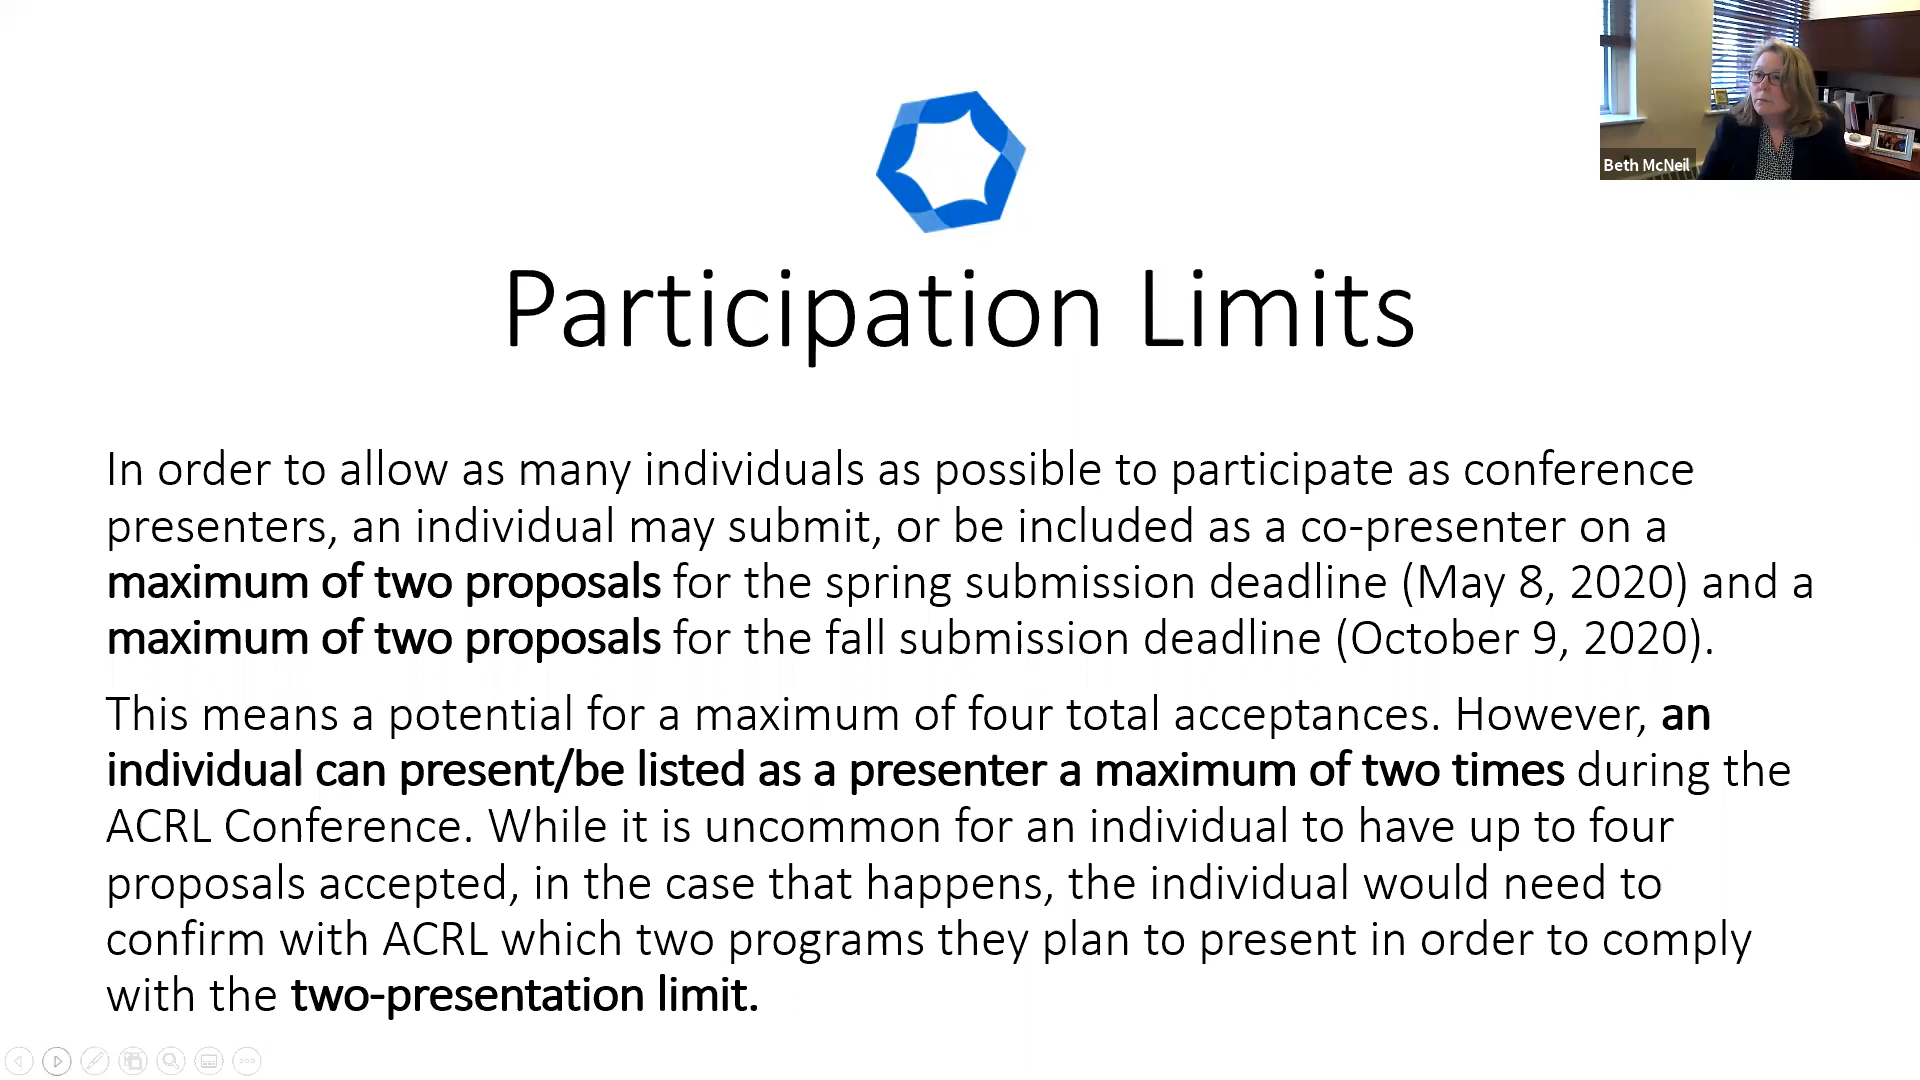 Beth McNeil
Participation Limits
In order to allow as many individuals as possible to participate as conference
presenters, an individual may submit, or be included as a co-presenter on a
maximum of two proposals for the spring submission deadline (May 8, 2020) and a
maximum of two proposals for the fall submission deadline (October 9, 2020).
This means a potential for a maximum of four total acceptances. However, an
individual can present/be listed as a presenter a maximum of two times during the
ACRL Conference. While it is uncommon for an individual to have up to four
proposals accepted, in the case that happens, the individual would need to
confirm with ACRL which two programs they plan to present in order to comply
with the two-presentation limit.